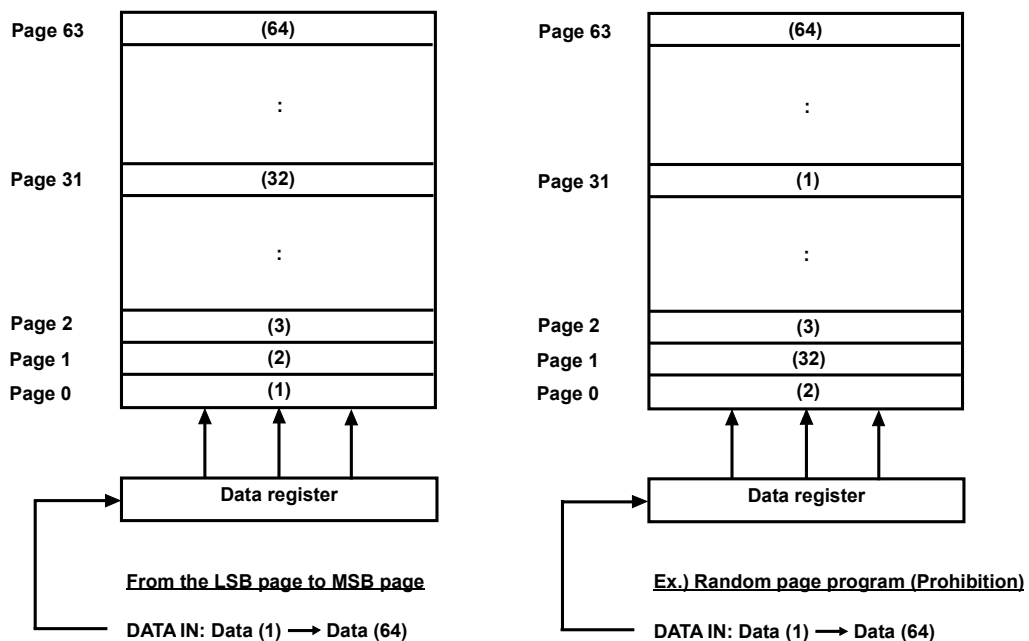 Page 63
(64)
:
Page 31
(32)
:
Page 2
(3)
Page 1
(2)
Page 0
(1)
Data register
From the LSB page to MSB page
DATA IN: Data (1) → Data (64)
Page 63
(64)
:
Page 31
(1)
:
Page 2
(3)
Page 1
(32)
Page 0
(2)
Data register
Ex.) Random page program (Prohibition)
DATA IN: Data (1) → Data (64)